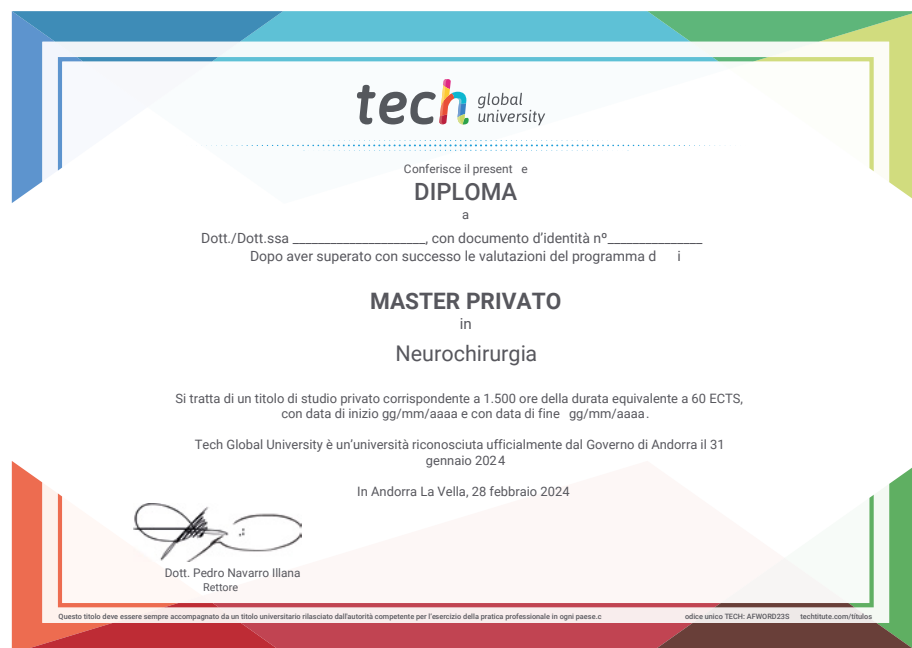 tech global university
Conferisce il present e
DIPLOMA
a
Dott./Dott.ssa ____________________, con documento d'identità nº______________
Dopo aver superato con successo le valutazioni del programma d i
MASTER PRIVATO
in
Neurochirurgia
Si tratta di un titolo di studio privato corrispondente a 1.500 ore della durata equivalente a 60 ECTS,
con data di inizio gg/mm/aaaa e con data di fine gg/mm/aaaa.
Tech Global University è un'università riconosciuta ufficialmente dal Governo di Andorra il 31
gennaio 2024
In Andorra La Vella, 28 febbraio 2024
Dott. Pedro Navarro Illana
Rettore
Questo titolo deve essere sempre accompagnato da un titolo universitario rilasciato dall'autorità competente per l'esercizio della pratica professionale in ogni paese.c odice unico TECH: AFWORD23S techtitute.com/titulos